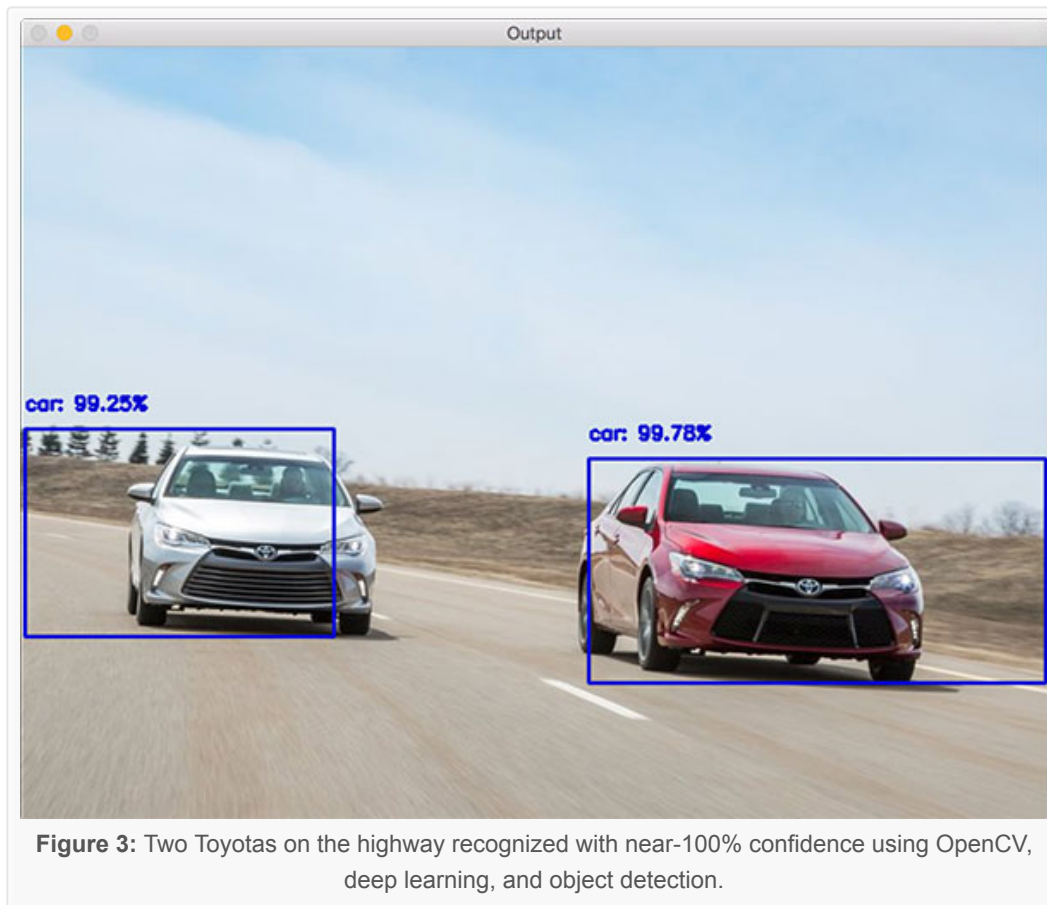 Output
car: 99.25%
car: 99.78%
Figure 3: Two Toyotas on the highway recognized with near-100% confidence using OpenCV,
deep learning, and object detection.